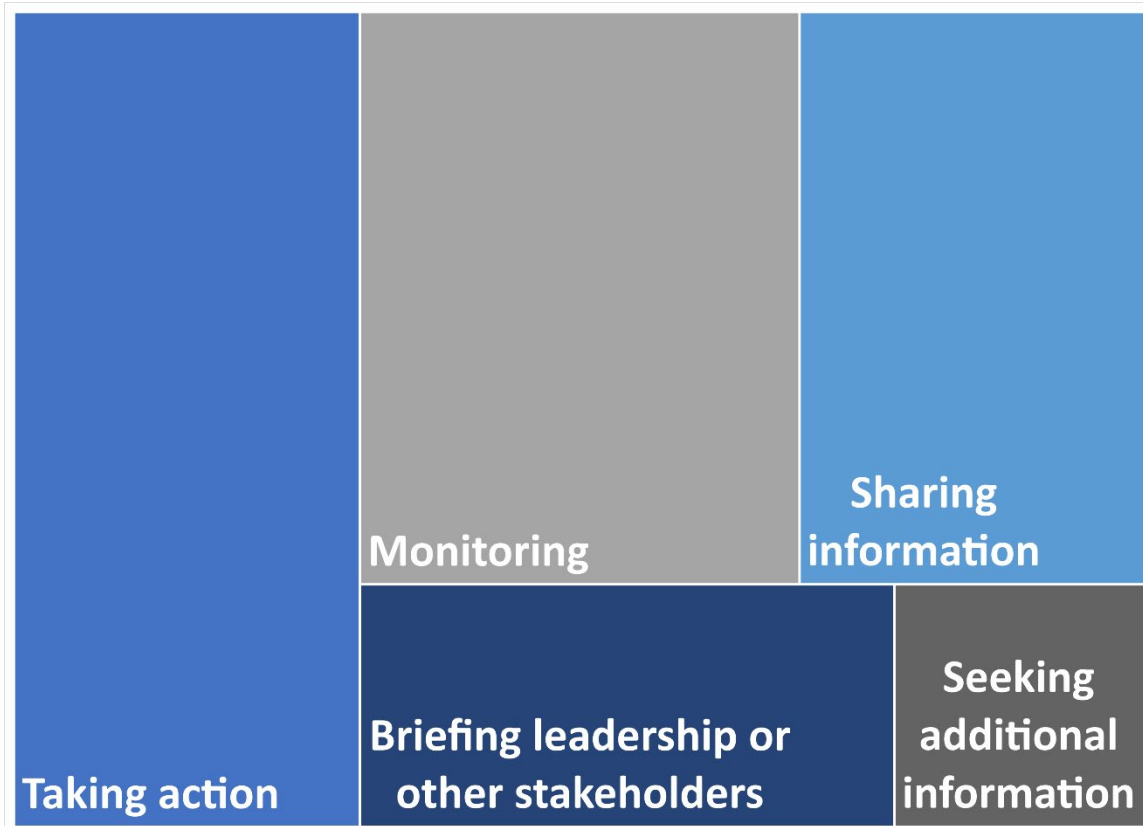 Sharing
information
Monitoring
Seeking
additional
information
Briefing leadership or
other stakeholders
Taking action